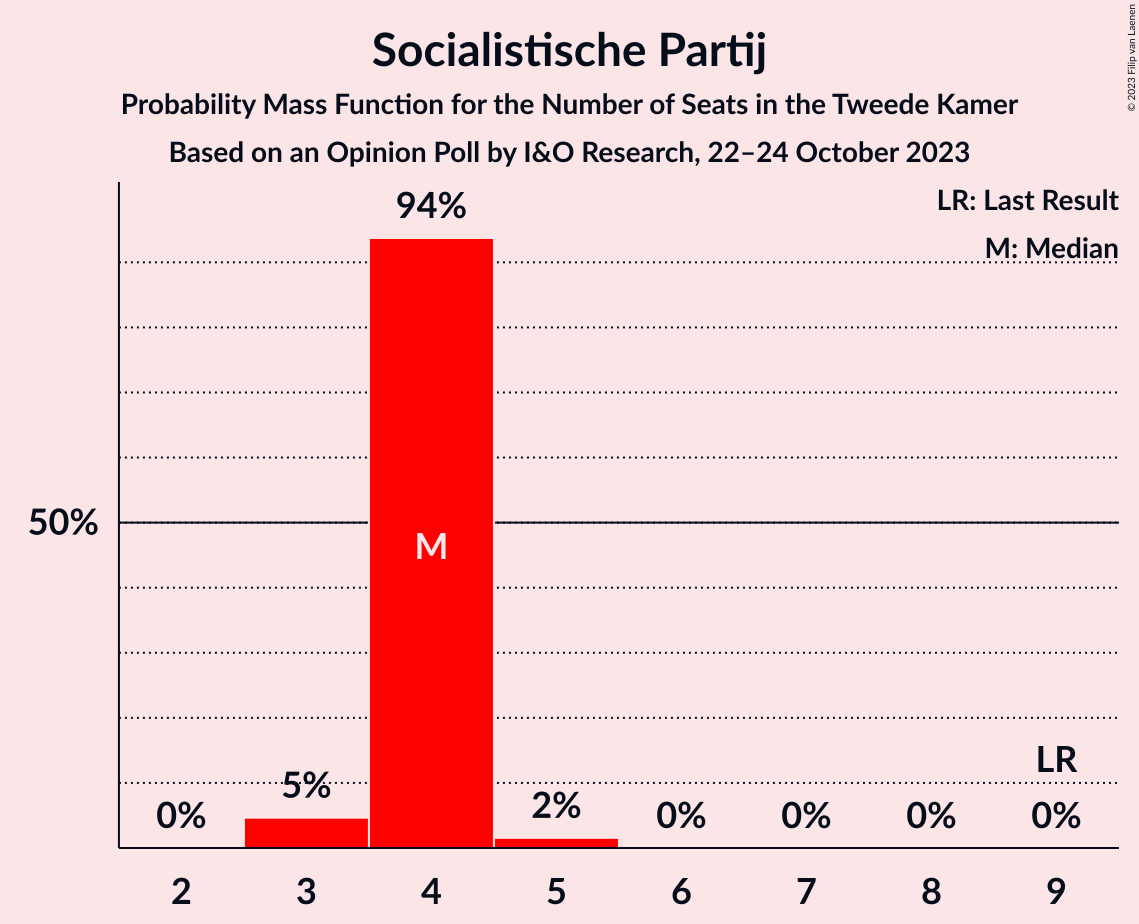 Socialistische Partij
Probability Mass Function for the Number of Seats in the Tweede Kamer
Based on an Opinion Poll by I&O Research, 22–24 October 2023
© 2023 Filip van Laenen
LR: Last Result
M: Median
94%
50%
M
LR
5%
2%
0%
0%
0%
0%
0%
2
3
4
5
6
7
8
9